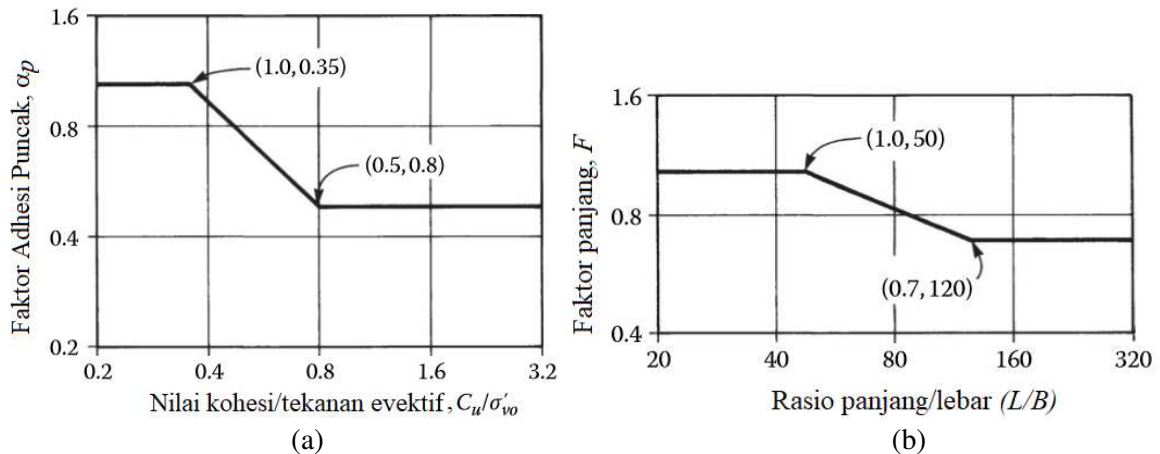 1.6
0.8
0.4
0.2
Faktor Adhesi Puncak, αp
(1.0, 0.35)
(0.5, 0.8)
0.2 0.4 0.8 1.6 3.2
Nilai kohesi/tekanan evektif, Cu/σ′vo
(a)
1.6
0.8
0.4
Faktor panjang, F
(1.0, 50)
(0.7, 120)
20 40 80 160 320
Rasio panjang/lebar (L/B)
(b)